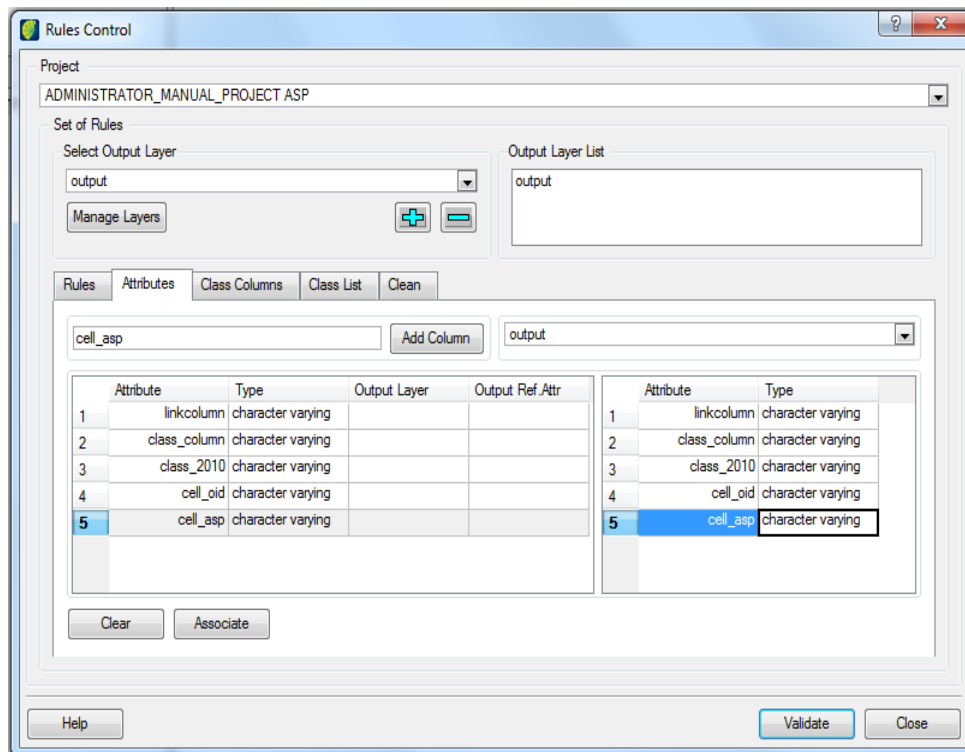 Rules Control
Project
ADMINISTRATOR_MANUAL_PROJECT ASP
Set of Rules
Select Output Layer
output
Manage Layers
Output Layer List
output
Rules Attributes Class Columns Class List Clean
cell_asp Add Column output
Attribute Type Output Layer Output Ref.Attr
1 linkcolumn character varying
2 class_column character varying
3 class_2010 character varying
4 cell_oid character varying
5 cell_asp character varying
Attribute Type
1 linkcolumn character varying
2 class_column character varying
3 class_2010 character varying
4 cell_oid character varying
5 cell_asp character varying
Clear Associate
Help Validate Close